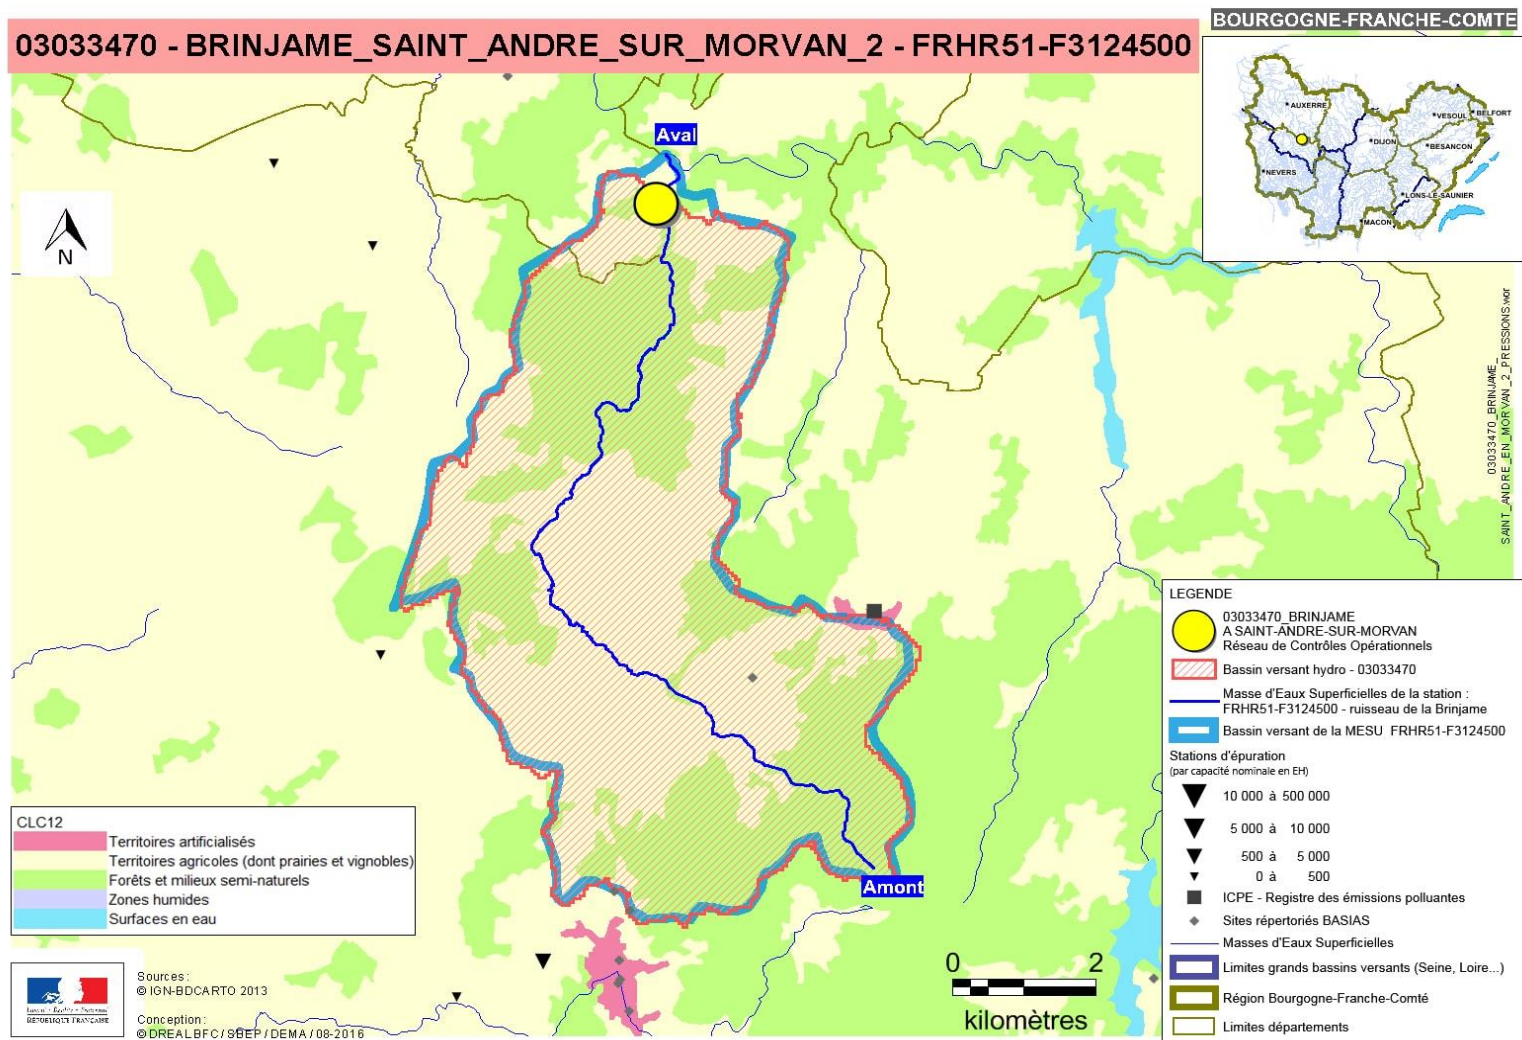 BOURGOGNE-FRANCHE-COMTE
03033470 - BRINJAME_SAINT_ANDRE_SUR_MORVAN_2 - FRHR51-F3124500
AUXERRE
VESOUL
BELFORT
DIJON
BESANCON
NEVERS
LONS-LE-SAUNIER
MACON
Aval
N
03033470_BRINJAME_
SAINT_ANDRE_EN_MORVAN_2_PRESSIONS.wor
Amont
LEGENDE
03033470_BRINJAME
A SAINT-ANDRE-SUR-MORVAN
Réseau de Contrôles Opérationnels
Bassin versant hydro - 03033470
Masse d'Eaux Superficielles de la station :
FRHR51-F3124500 - ruisseau de la Brinjame
Bassin versant de la MESU FRHR51-F3124500
Stations d'épuration
(par capacité nominale en EH)
10 000 à 500 000
5 000 à 10 000
500 à 5 000
0 à 500
ICPE - Registre des émissions polluantes
Sites répertoriés BASIAS
Masses d'Eaux Superficielles
Limites grands bassins versants (Seine, Loire...)
Région Bourgogne-Franche-Comté
Limites départements
CLC12
Territoires artificialisés
Territoires agricoles (dont prairies et vignobles)
Forêts et milieux semi-naturels
Zones humides
Surfaces en eau
Liberté • Égalité • Fraternité
RÉPUBLIQUE FRANÇAISE
Sources :
© IGN-BDCARTO 2013
Conception :
© DREAL BFC / SBEP / DEMA / 08-2016
0 2
kilomètres